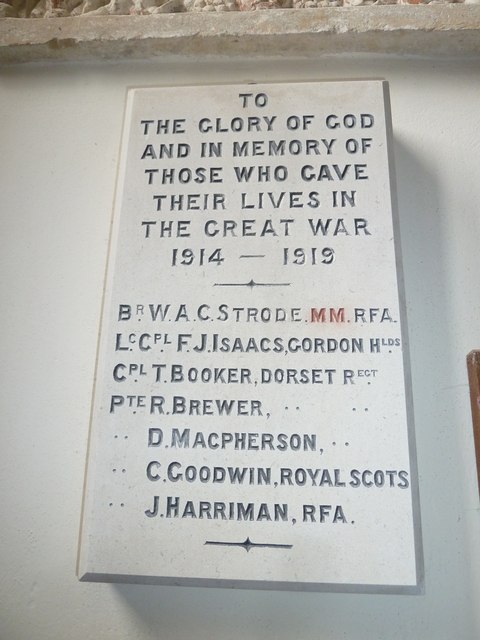 TO
THE GLORY OF GOD
AND IN MEMORY OF
THOSE WHO GAVE
THEIR LIVES IN
THE GREAT WAR
1914 — 1919
BR W. A. C. STRODE. MM. RFA.
LC CPL F. J. ISAACS, GORDON HLDS
CPL T. BOOKER, DORSET REGT
PTE R. BREWER, ·· ··
·· D. MACPHERSON, ··
·· C. GOODWIN, ROYAL SCOTS
·· J. HARRIMAN, RFA.